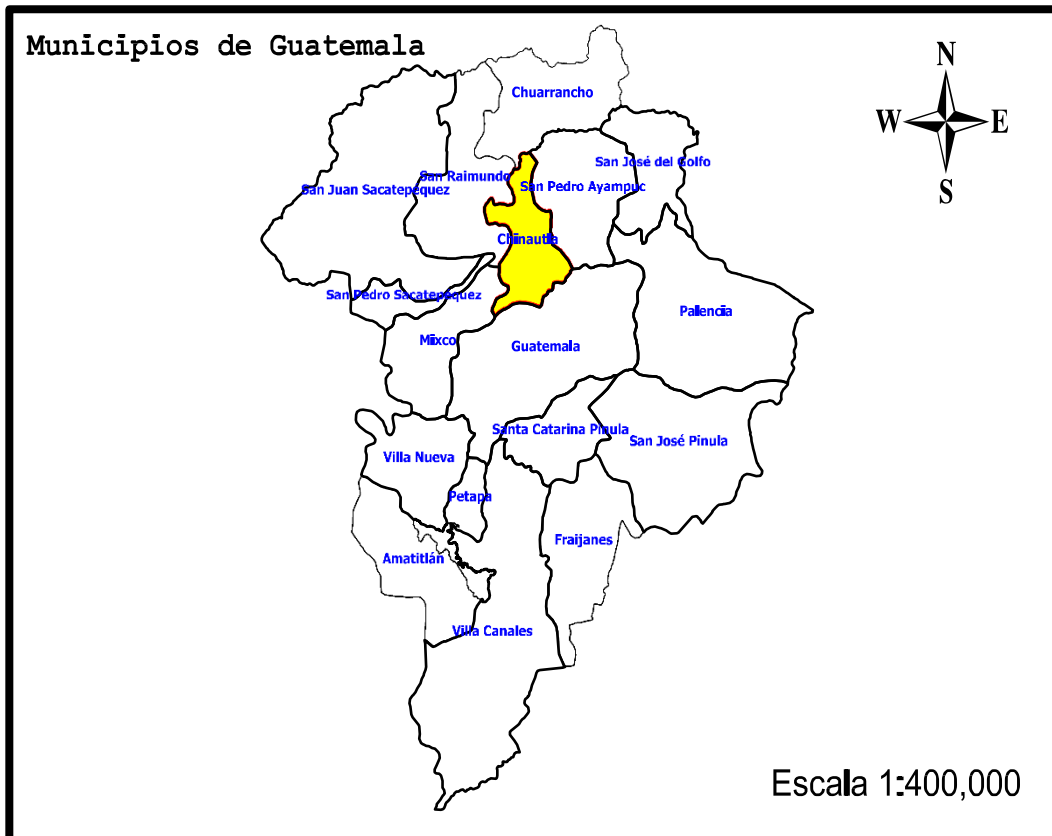 Municipios de Guatemala
N
W E
S
Chuarrancho
San José del Golfo
San Raimundo
San Juan Sacatepéquez
San Pedro Ayampuc
Chinautla
San Pedro Sacatepéquez
Palencia
Mixco
Guatemala
Santa Catarina Pinula
San José Pinula
Villa Nueva
Petapa
Fraijanes
Amatitlán
Villa Canales
Escala 1:400,000